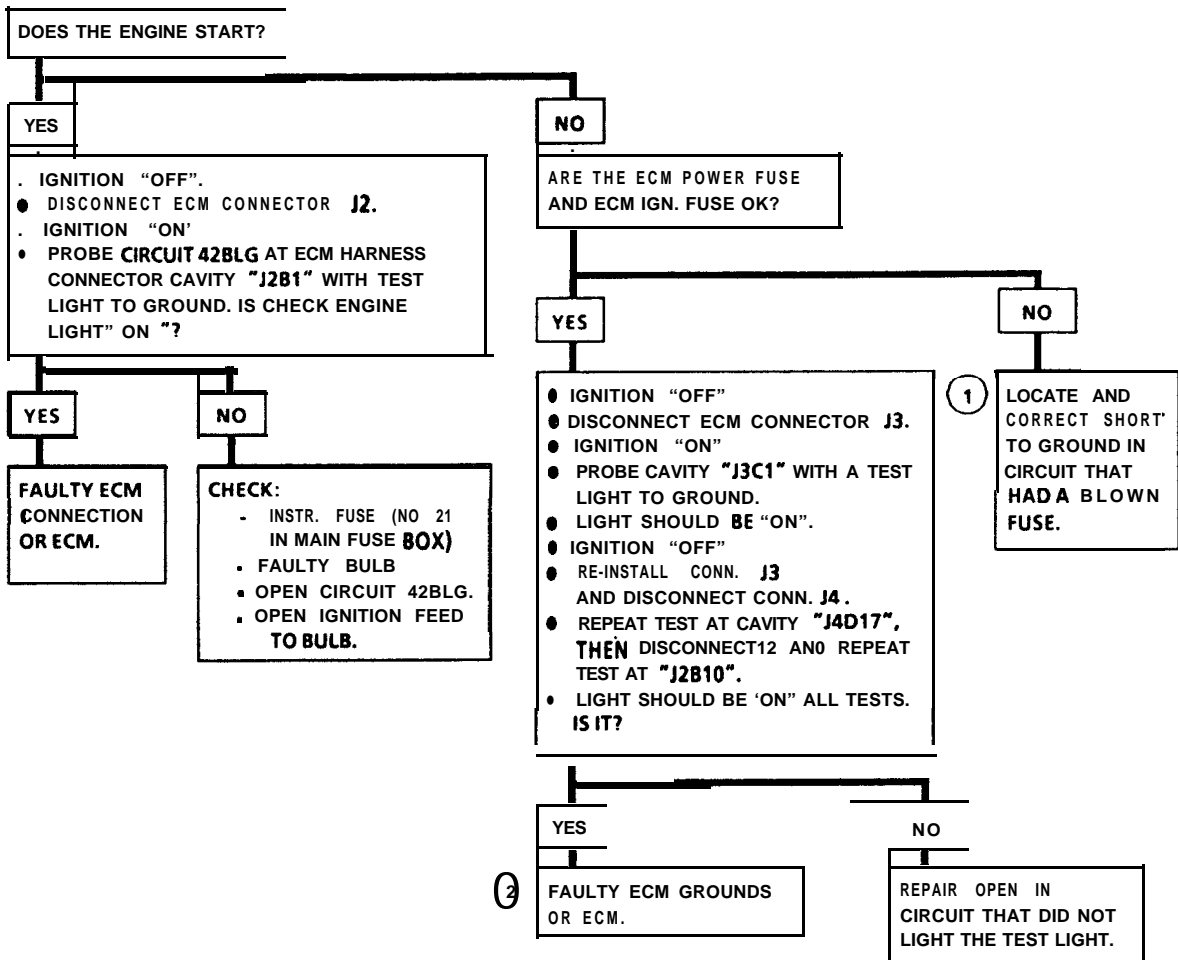 DOES THE ENGINE START?
YES
. IGNITION “OFF”.
● DISCONNECT ECM CONNECTOR J2.
. IGNITION “ON'
● PROBE CIRCUIT 42BLG AT ECM HARNESS
CONNECTOR CAVITY "J2B1" WITH TEST
LIGHT TO GROUND. IS CHECK ENGINE
LIGHT” ON "?
YES
FAULTY ECM
CONNECTION
OR ECM.
NO
CHECK:
- INSTR. FUSE (NO 21
IN MAIN FUSE BOX)
. FAULTY BULB
. OPEN CIRCUIT 42BLG.
. OPEN IGNITION FEED
TO BULB.
NO
ARE THE ECM POWER FUSE
AND ECM IGN. FUSE OK?
YES
● IGNITION “OFF”
● DISCONNECT ECM CONNECTOR J3.
● IGNITION “ON”
● PROBE CAVITY "J3C1" WITH A TEST
LIGHT TO GROUND.
● LIGHT SHOULD BE “ON”.
● IGNITION “OFF”
● RE-INSTALL CONN. J3
AND DISCONNECT CONN. J4.
● REPEAT TEST AT CAVITY "J4D17",
THEN DISCONNECT12 AN0 REPEAT
TEST AT "J2B10".
● LIGHT SHOULD BE ‘ON” ALL TESTS.
IS IT?
NO
1
LOCATE AND
CORRECT SHORT
TO GROUND IN
CIRCUIT THAT
HAD A BLOWN
FUSE.
YES
2
FAULTY ECM GROUNDS
OR ECM.
NO
REPAIR OPEN IN
CIRCUIT THAT DID NOT
LIGHT THE TEST LIGHT.